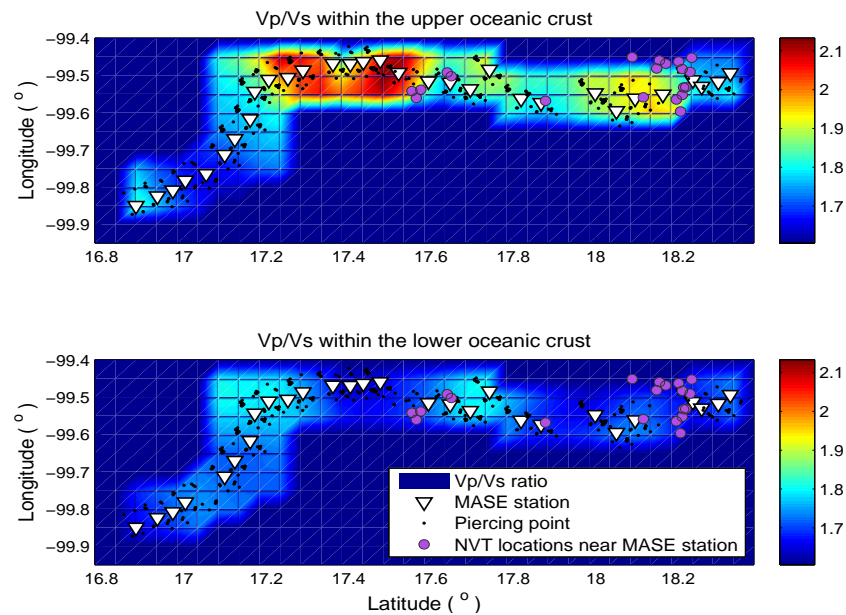 Vp/Vs within the upper oceanic crust
−99.4
−99.5
−99.6
−99.7
−99.8
−99.9
Longitude ( o )
16.8 17 17.2 17.4 17.6 17.8 18 18.2
2.1
2
1.9
1.8
1.7
Vp/Vs within the lower oceanic crust
−99.4
−99.5
−99.6
−99.7
−99.8
−99.9
Longitude ( o )
16.8 17 17.2 17.4 17.6 17.8 18 18.2
Latitude ( o )
2.1
2
1.9
1.8
1.7
Vp/Vs ratio
MASE station
Piercing point
NVT locations near MASE station